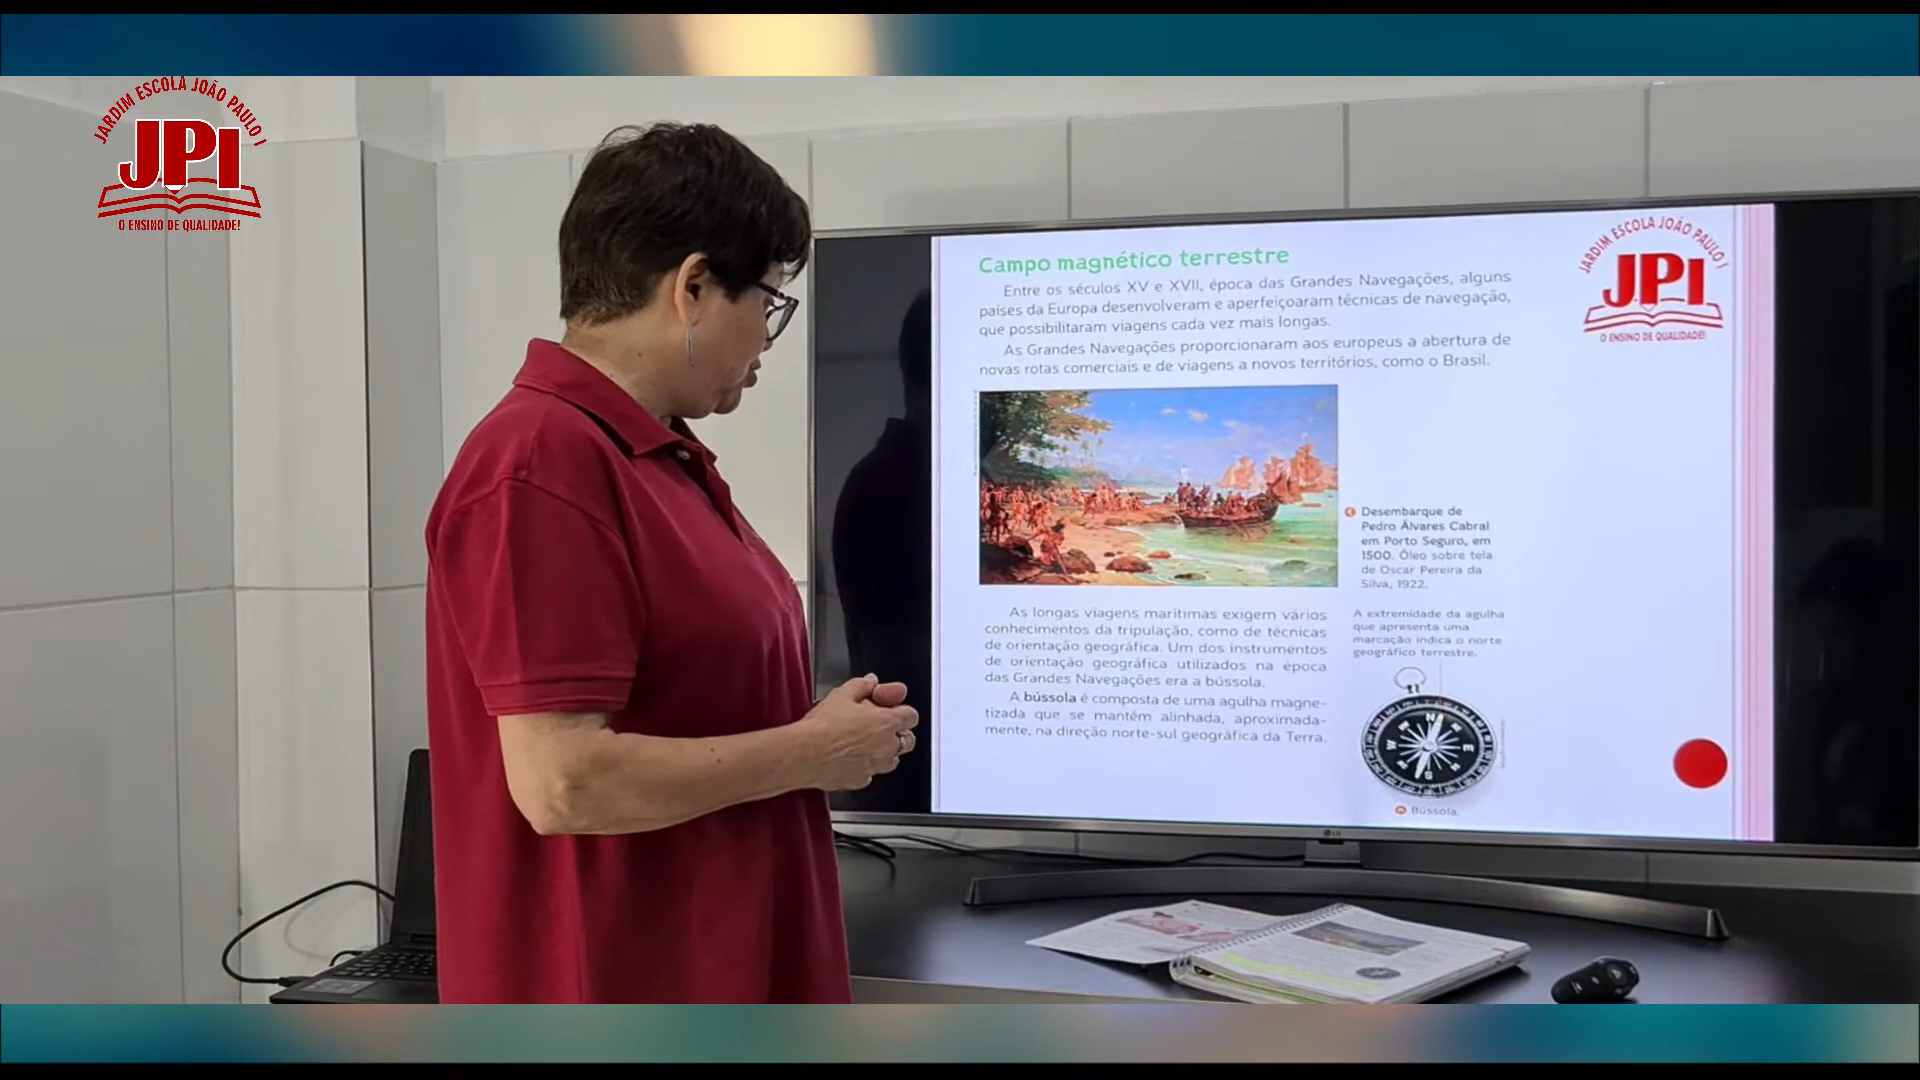 JARDIM ESCOLA JOÃO PAULO I
JPI
O ENSINO DE QUALIDADE!
Campo magnético terrestre
Entre os séculos XV e XVII, época das Grandes Navegações, alguns
países da Europa desenvolveram e aperfeiçoaram técnicas de navegação,
que possibilitaram viagens cada vez mais longas.
As Grandes Navegações proporcionaram aos europeus a abertura de
novas rotas comerciais e de viagens a novos territórios, como o Brasil.
JARDIM ESCOLA JOÃO PAULO I
JPI
O ENSINO DE QUALIDADE!
Desembarque de
Pedro Álvares Cabral
em Porto Seguro, em
1500. Óleo sobre tela
de Oscar Pereira da
Silva, 1922.
As longas viagens marítimas exigem vários
conhecimentos da tripulação, como de técnicas
de orientação geográfica. Um dos instrumentos
de orientação geográfica utilizados na época
das Grandes Navegações era a bússola.
A bússola é composta de uma agulha magne-
tizada que se mantém alinhada, aproximada-
mente, na direção norte-sul geográfica da Terra.
A extremidade da agulha
que apresenta uma
marcação indica o norte
geográfico terrestre.
N
E
S
W
Bússola.
LG